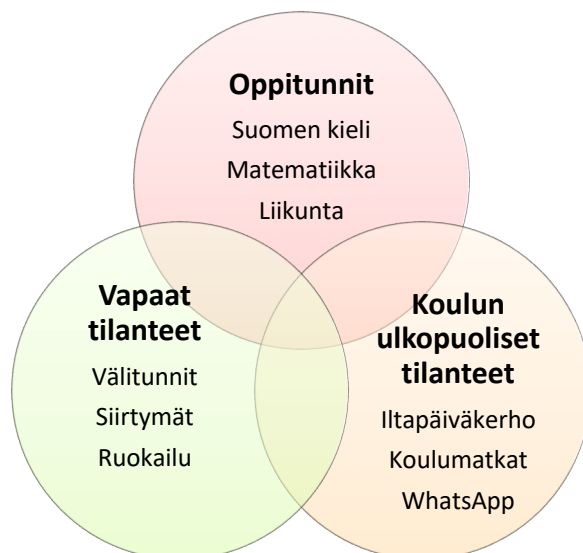 Oppitunnit
Suomen kieli
Matematiikka
Liikunta
Vapaat
tilanteet
Välitunnit
Siirtymät
Ruokailu
Koulun
ulkopuoliset
tilanteet
Iltapäiväkerho
Koulumatkat
WhatsApp